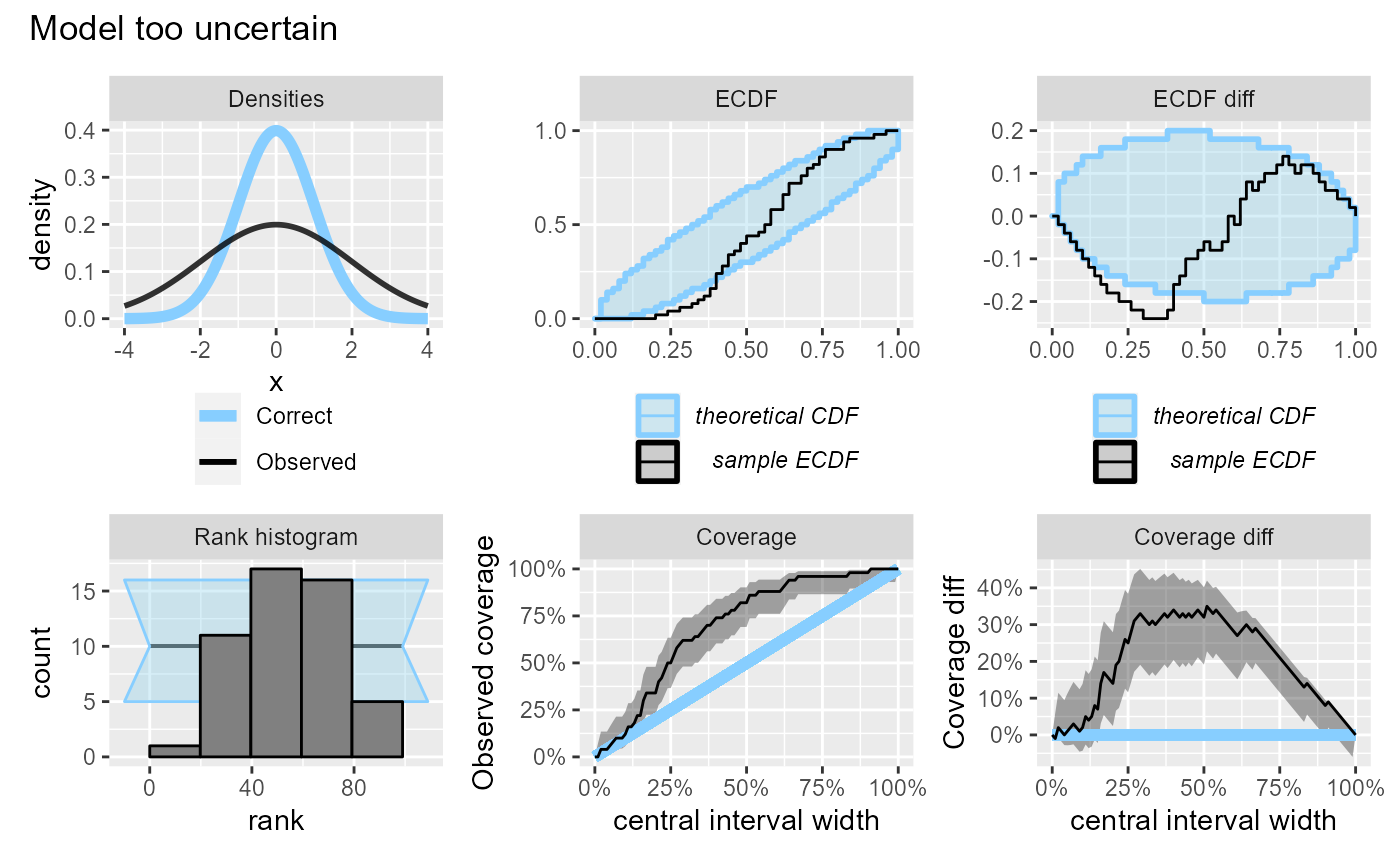 Model too uncertain
Densities
density
0.4
0.3
0.2
0.1
0.0
-4 -2 0 2 4
x
Correct
Observed
ECDF
1.0
0.5
0.0
0.00 0.25 0.50 0.75 1.00
theoretical CDF
sample ECDF
ECDF diff
0.2
0.1
0.0
-0.1
-0.2
0.00 0.25 0.50 0.75 1.00
theoretical CDF
sample ECDF
Rank histogram
count
15
10
5
0
0 40 80
rank
Coverage
Observed coverage
100%
75%
50%
25%
0%
0% 25% 50% 75% 100%
central interval width
Coverage diff
Coverage diff
40%
30%
20%
10%
0%
0% 25% 50% 75% 100%
central interval width